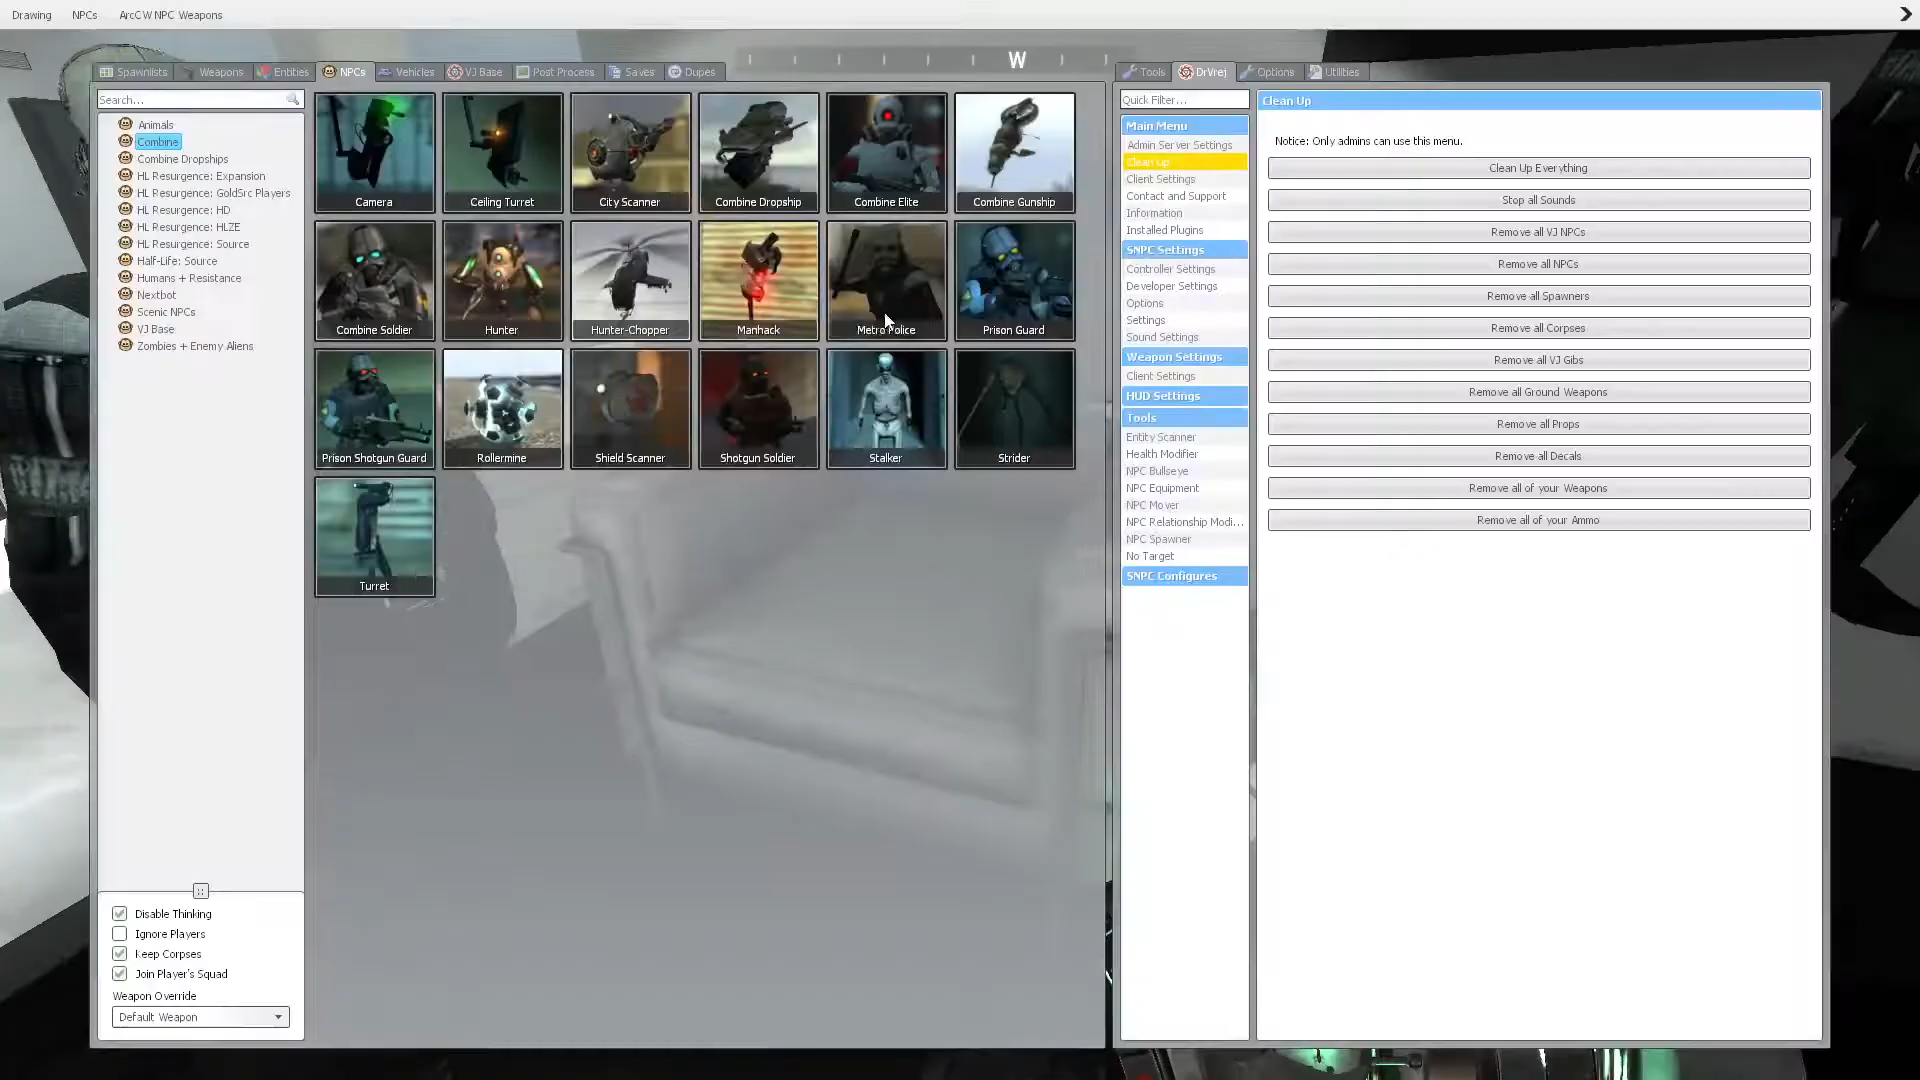 Drawing NPCs ArcCW NPC Weapons
W
Spawnlists Weapons Entities NPCs Vehicles VJ Base Post Process Saves Dupes
Search...
Animals
Combine
Combine Dropships
HL Resurgence: Expansion
HL Resurgence: GoldSrc Players
HL Resurgence: HD
HL Resurgence: HLZE
HL Resurgence: Source
Half-Life: Source
Humans + Resistance
Nextbot
Scenic NPCs
VJ Base
Zombies + Enemy Aliens
Disable Thinking
Ignore Players
Keep Corpses
Join Player's Squad
Weapon Override
Default Weapon
Camera Ceiling Turret City Scanner Combine Dropship Combine Elite Combine Gunship
Combine Soldier Hunter Hunter-Chopper Manhack Metro Police Prison Guard
Prison Shotgun Guard Rollermine Shield Scanner Shotgun Soldier Stalker Strider
Turret
Tools DrVrej Options Utilities
Quick Filter...
Main Menu
Admin Server Settings
Clean Up
Client Settings
Contact and Support
Information
Installed Plugins
SNPC Settings
Controller Settings
Developer Settings
Options
Settings
Sound Settings
Weapon Settings
Client Settings
HUD Settings
Tools
Entity Scanner
Health Modifier
NPC Bullseye
NPC Equipment
NPC Mover
NPC Relationship Modi...
NPC Spawner
No Target
SNPC Configures
Clean Up
Notice: Only admins can use this menu.
Clean Up Everything
Stop all Sounds
Remove all VJ NPCs
Remove all NPCs
Remove all Spawners
Remove all Corpses
Remove all VJ Gibs
Remove all Ground Weapons
Remove all Props
Remove all Decals
Remove all of your Weapons
Remove all of your Ammo